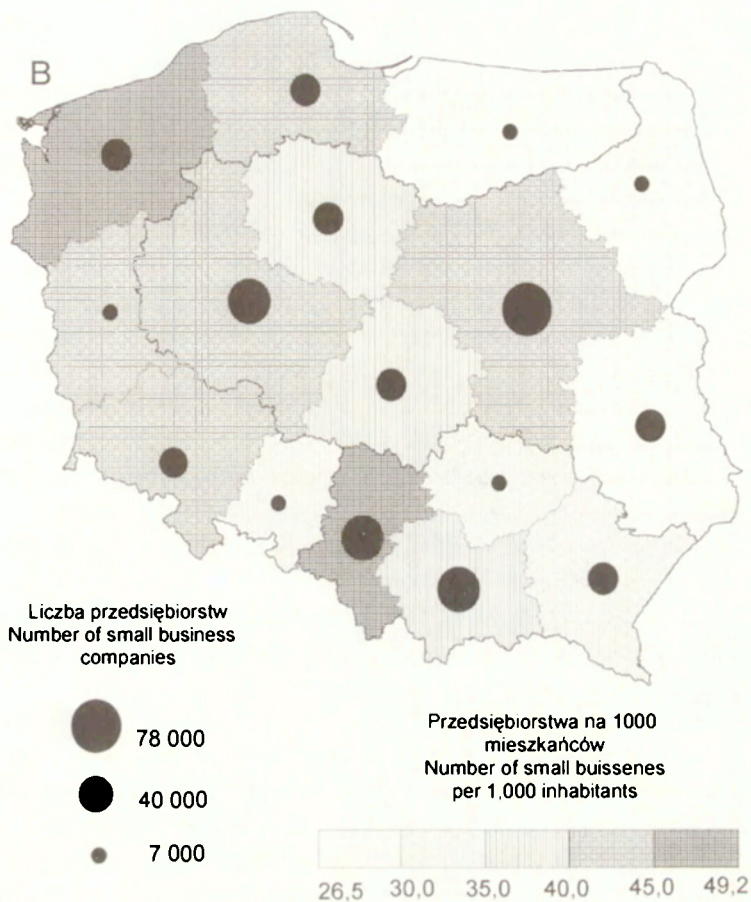 B
Liczba przedsiębiorstw
Number of small business
companies
78 000
40 000
7 000
Przedsiębiorstwa na 1000
mieszkańców
Number of small buissenes
per 1,000 inhabitants
26,5 30,0 35,0 40,0 45,0 49,2